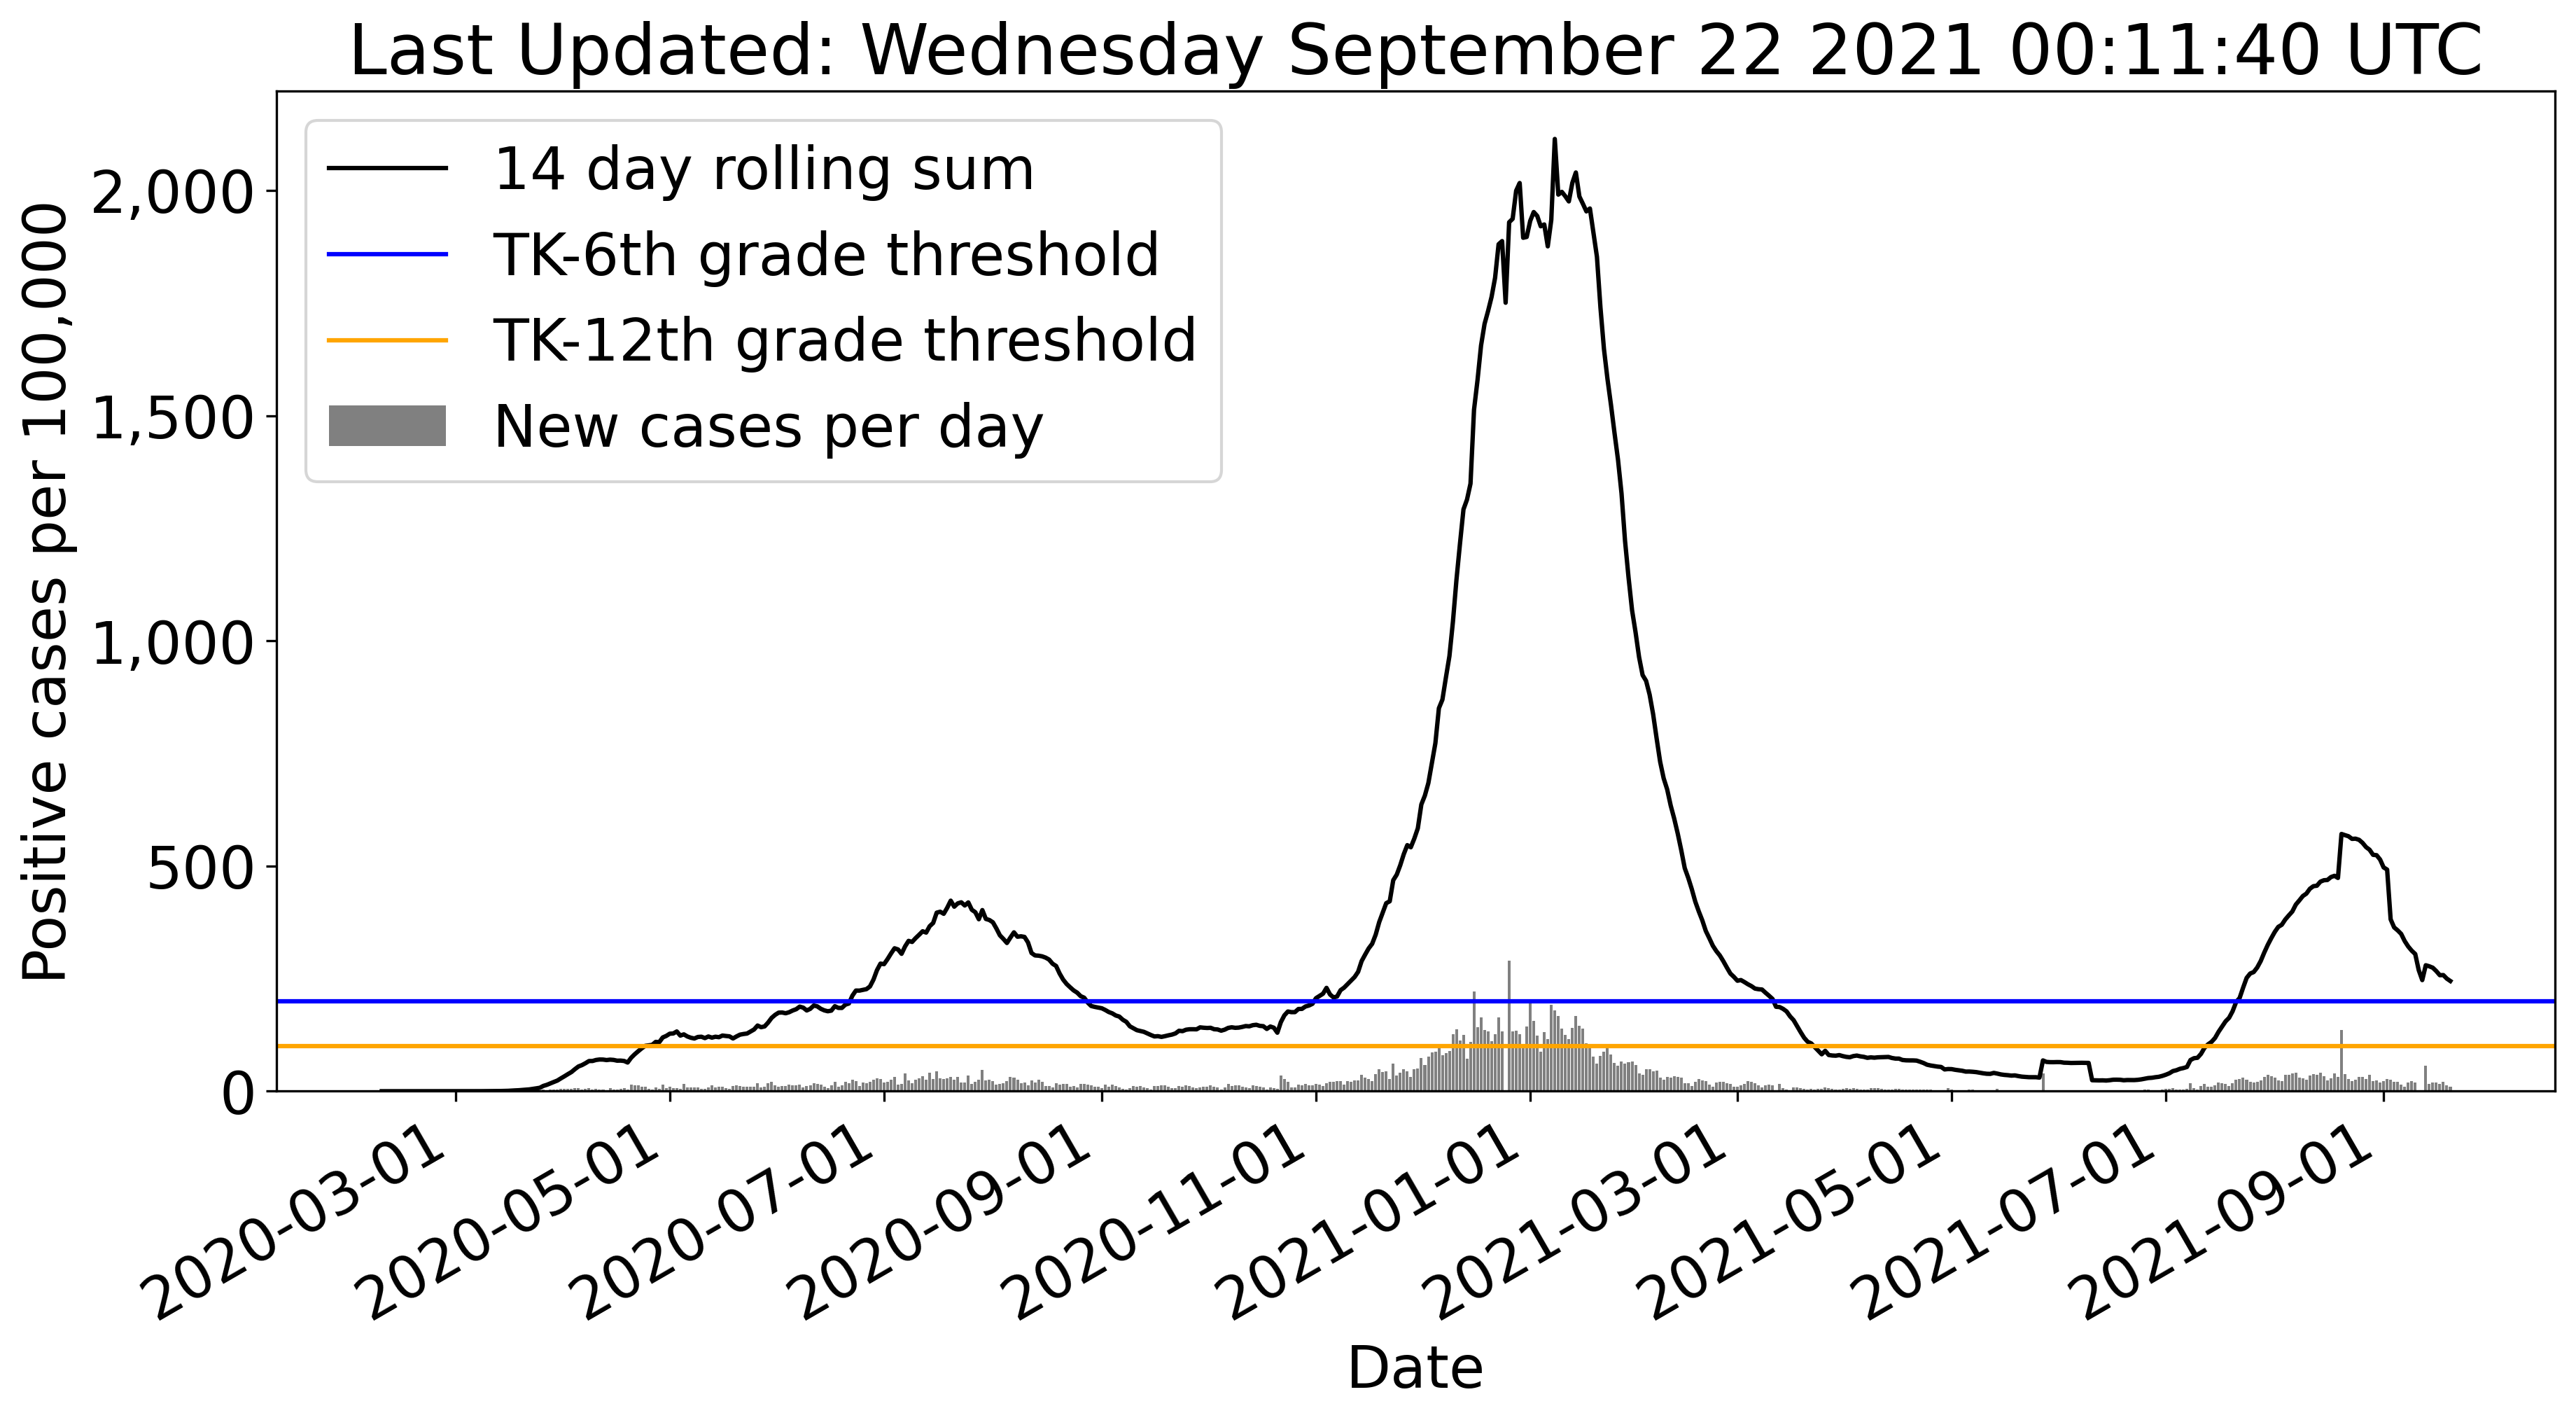 Last Updated: Wednesday September 22 2021 00:11:40 UTC
14 day rolling sum
TK-6th grade threshold
TK-12th grade threshold
New cases per day
Positive cases per 100,000
2,000
1,500
1,000
500
0
2020-03-01
2020-05-01
2020-07-01
2020-09-01
2020-11-01
2021-01-01
2021-03-01
2021-05-01
2021-07-01
2021-09-01
Date